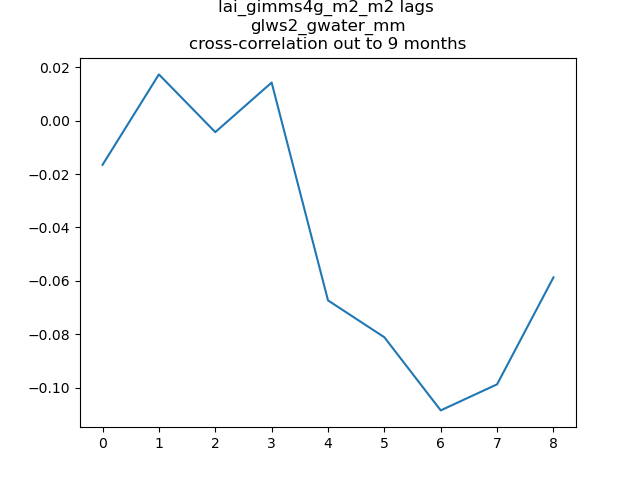 lai_gimms4g_m2_m2 lags
glws2_gwater_mm
cross-correlation out to 9 months
0.02
0.00
−0.02
−0.04
−0.06
−0.08
−0.10
0 1 2 3 4 5 6 7 8